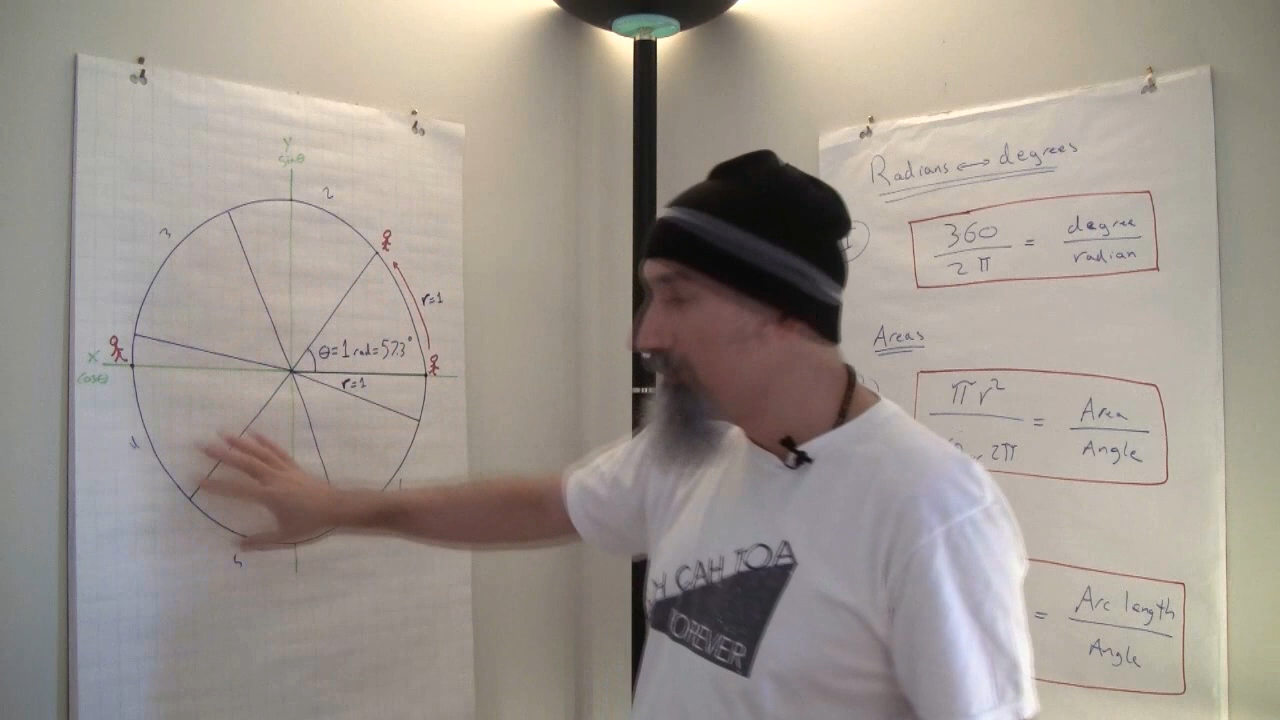 Y
sinθ
2
3
r=1
θ=1 rad=57.3°
X
cosθ
r=1
4
5
Radians ↔ degrees
360 / 2π = degree / radian
Areas
πr² / 2π = Area / Angle
= Arc length / Angle
CAH TOA
FOREVER